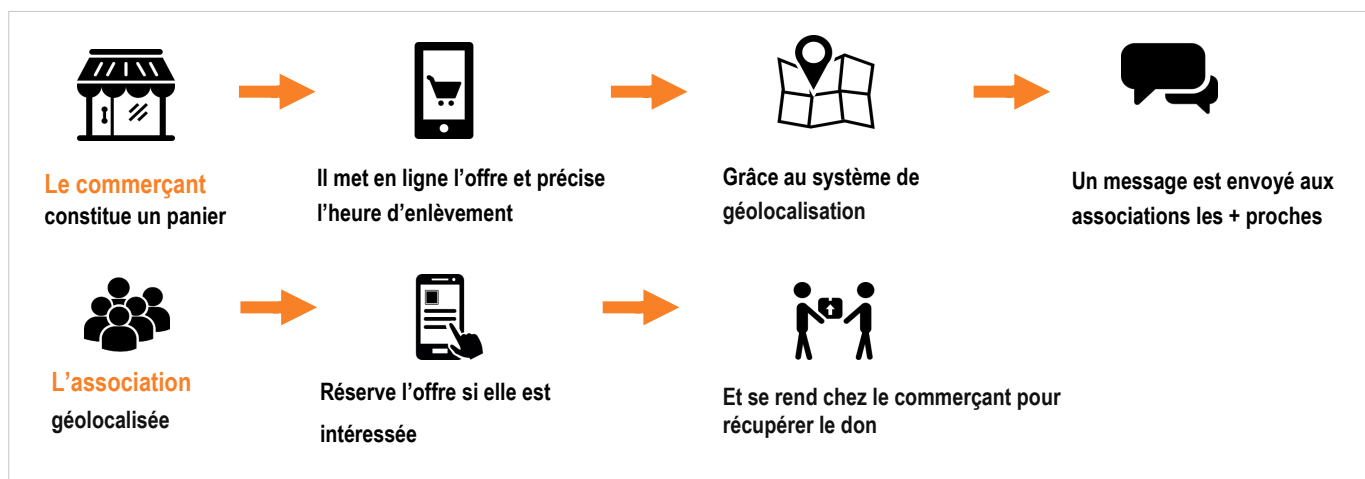 Le commerçant
constitue un panier
Il met en ligne l’offre et précise
l’heure d’enlèvement
Grâce au système de
géolocalisation
Un message est envoyé aux
associations les + proches
L’association
géolocalisée
Réserve l’offre si elle est
intéressée
Et se rend chez le commerçant pour
récupérer le don